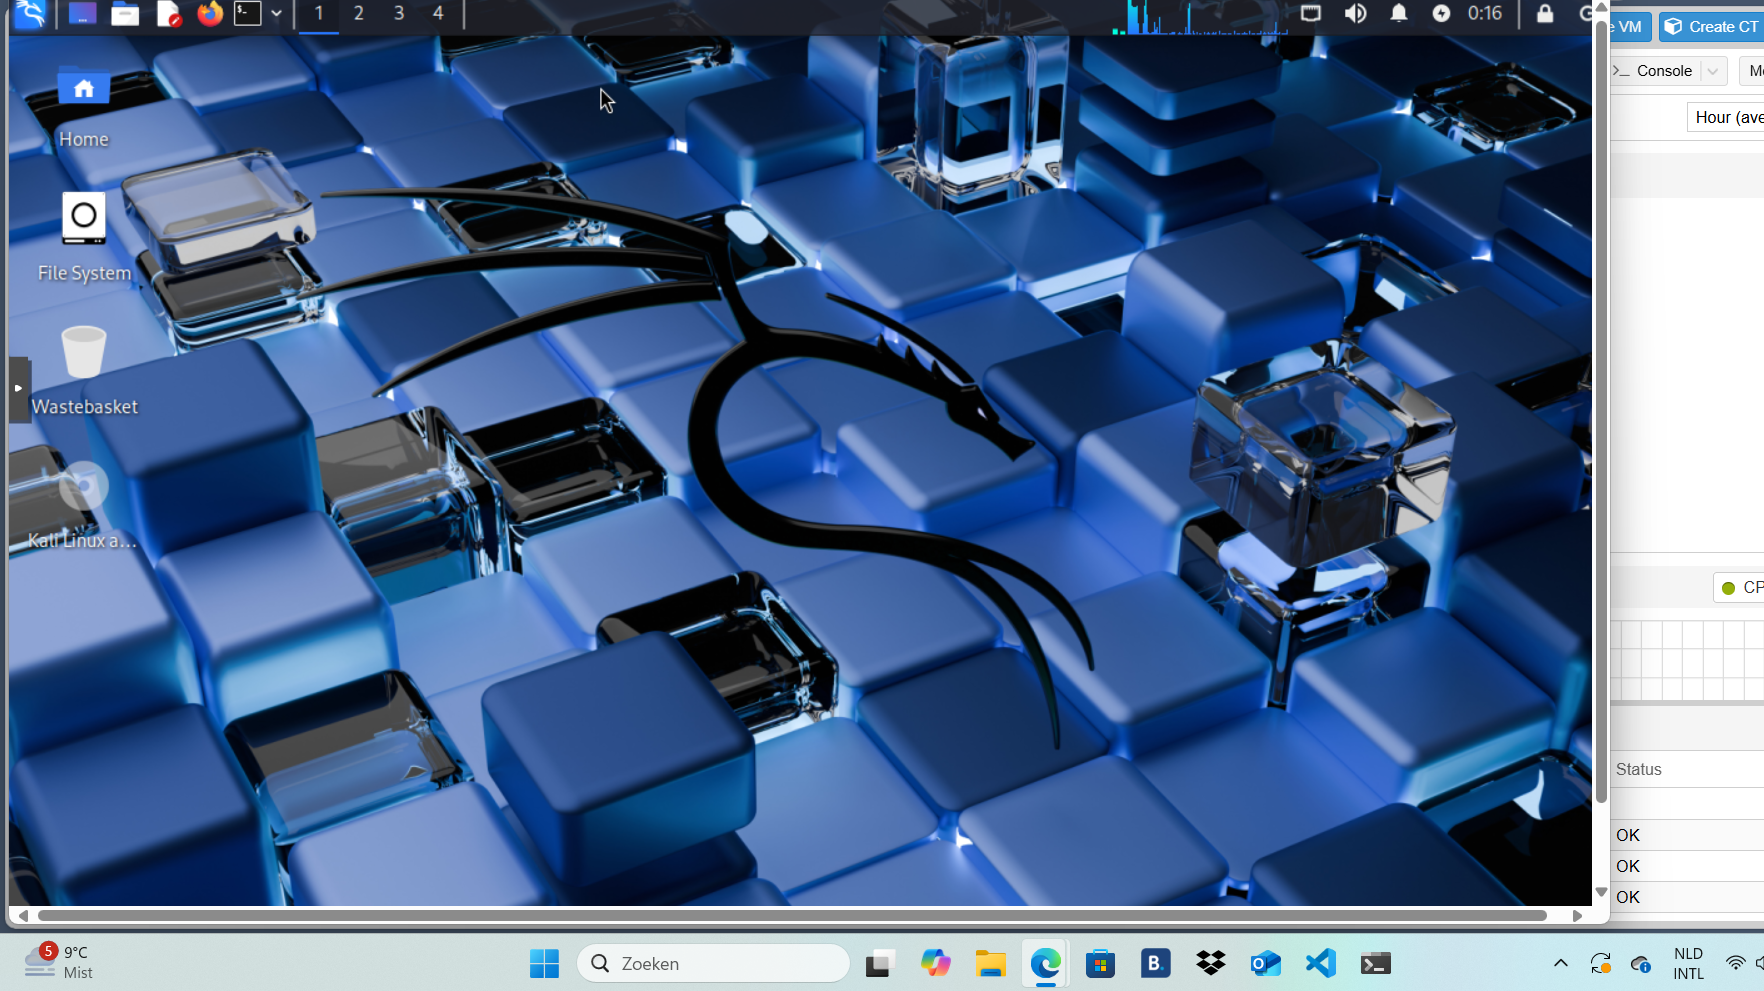 1 2 3 4
0:16
G
e VM
Create CT
Console
Mo
Home
Hour (ave
File System
Wastebasket
Kali Linux a...
CP
Status
OK
OK
OK
5
9°C
Mist
Zoeken
B.
NLD
INTL